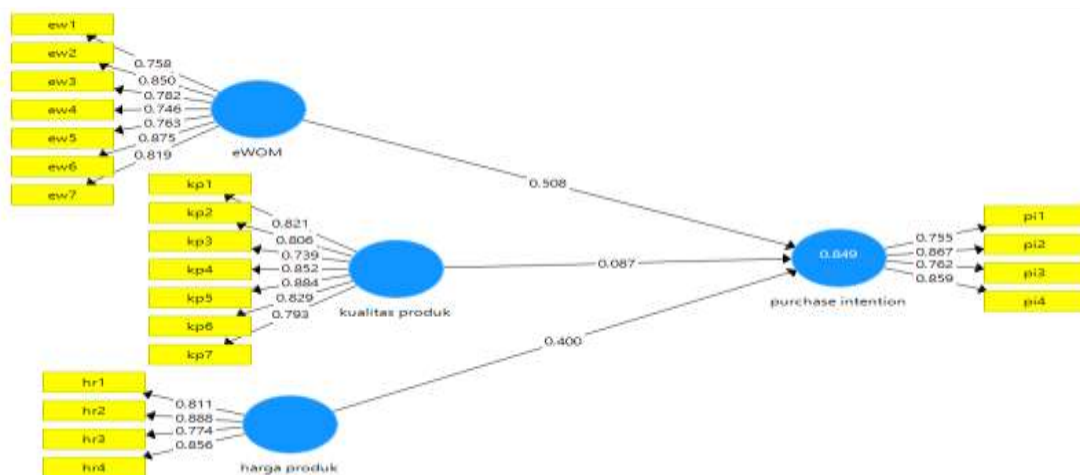 ew1
ew2
ew3
ew4
ew5
ew6
ew7
0.758
0.850
0.782
0.746
0.763
0.875
0.819
eWOM
kp1
kp2
kp3
kp4
kp5
kp6
kp7
0.821
0.806
0.739
0.852
0.884
0.829
0.793
kualitas produk
hr1
hr2
hr3
hr4
0.811
0.888
0.774
0.856
harga produk
0.508
0.087
0.400
0.849
purchase intention
0.755
0.867
0.762
0.859
pi1
pi2
pi3
pi4